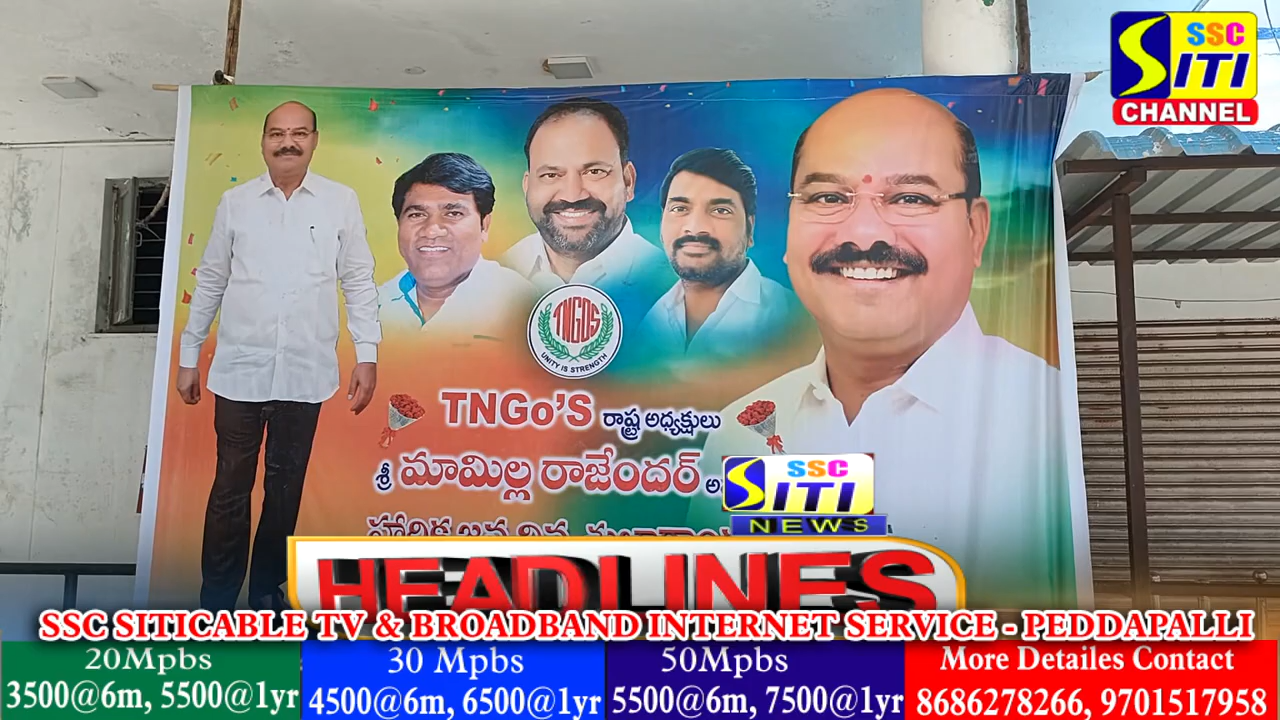 SSC
SITI
CHANNEL
TNGOS
UNITY IS STRENGTH
TNGO'S రాష్ట్ర అధ్యక్షులు
శ్రీ మామిల్ల రాజేందర్
SSC
SITI
NEWS
HEADLINES
SSC SITICABLE TV & BROADBAND INTERNET SERVICE - PEDDAPALLI
20Mpbs
3500@6m, 5500@1yr
30 Mpbs
4500@6m, 6500@1yr
50Mpbs
5500@6m, 7500@1yr
More Detailes Contact
8686278266, 9701517958